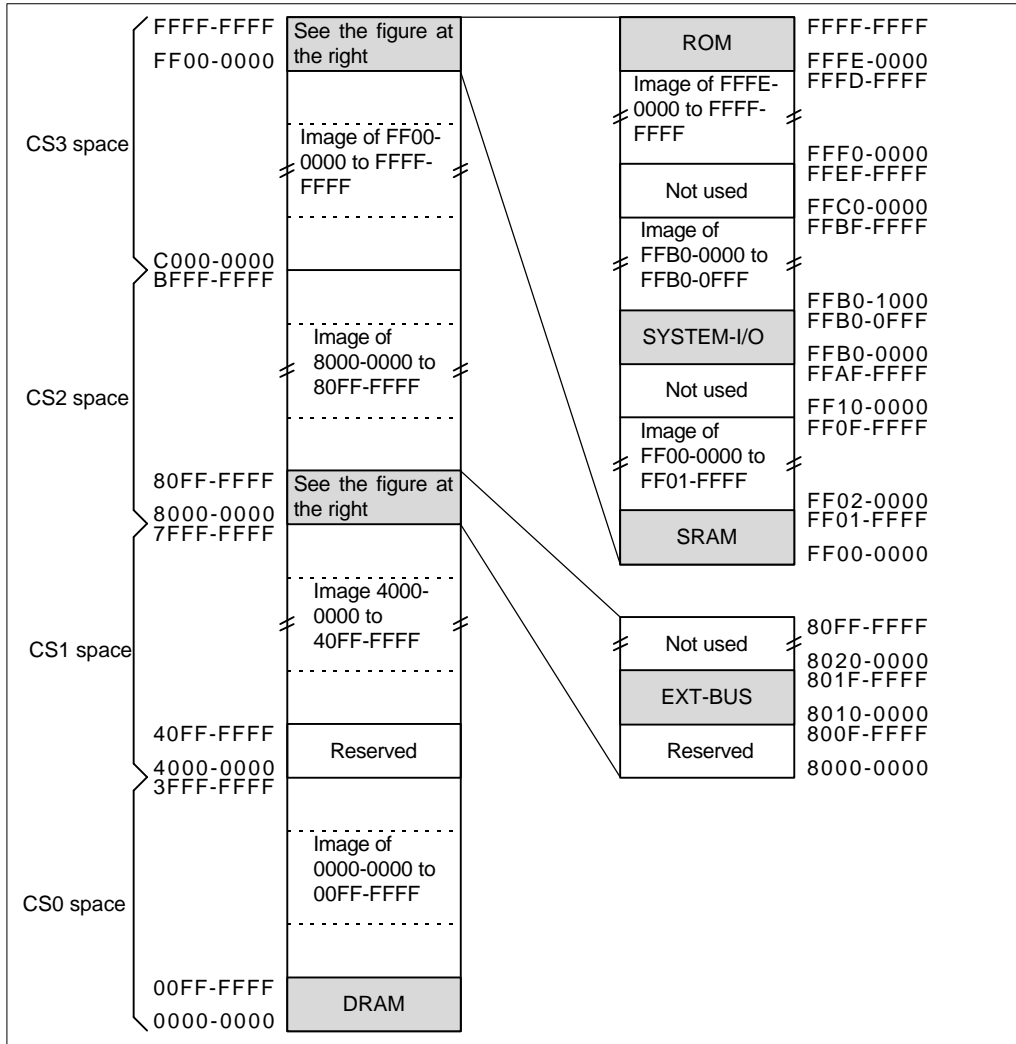 FFFF-FFFF
FF00-0000
See the figure at
the right
CS3 space
Image of FF00-
0000 to FFFF-
FFFF
C000-0000
BFFF-FFFF
CS2 space
Image of
8000-0000 to
80FF-FFFF
80FF-FFFF
8000-0000
See the figure at
the right
7FFF-FFFF
CS1 space
Image 4000-
0000 to
40FF-FFFF
40FF-FFFF
4000-0000
Reserved
3FFF-FFFF
CS0 space
Image of
0000-0000 to
00FF-FFFF
00FF-FFFF
0000-0000
DRAM
ROM
FFFF-FFFF
FFFE-0000
FFFD-FFFF
Image of FFFE-
0000 to FFFF-
FFFF
FFF0-0000
FFEF-FFFF
Not used
FFC0-0000
FFBF-FFFF
Image of
FFB0-0000 to
FFB0-0FFF
FFB0-1000
FFB0-0FFF
SYSTEM-I/O
FFB0-0000
FFAF-FFFF
Not used
FF10-0000
FF0F-FFFF
Image of
FF00-0000 to
FF01-FFFF
FF02-0000
FF01-FFFF
SRAM
FF00-0000
80FF-FFFF
Not used
8020-0000
801F-FFFF
EXT-BUS
8010-0000
800F-FFFF
Reserved
8000-0000